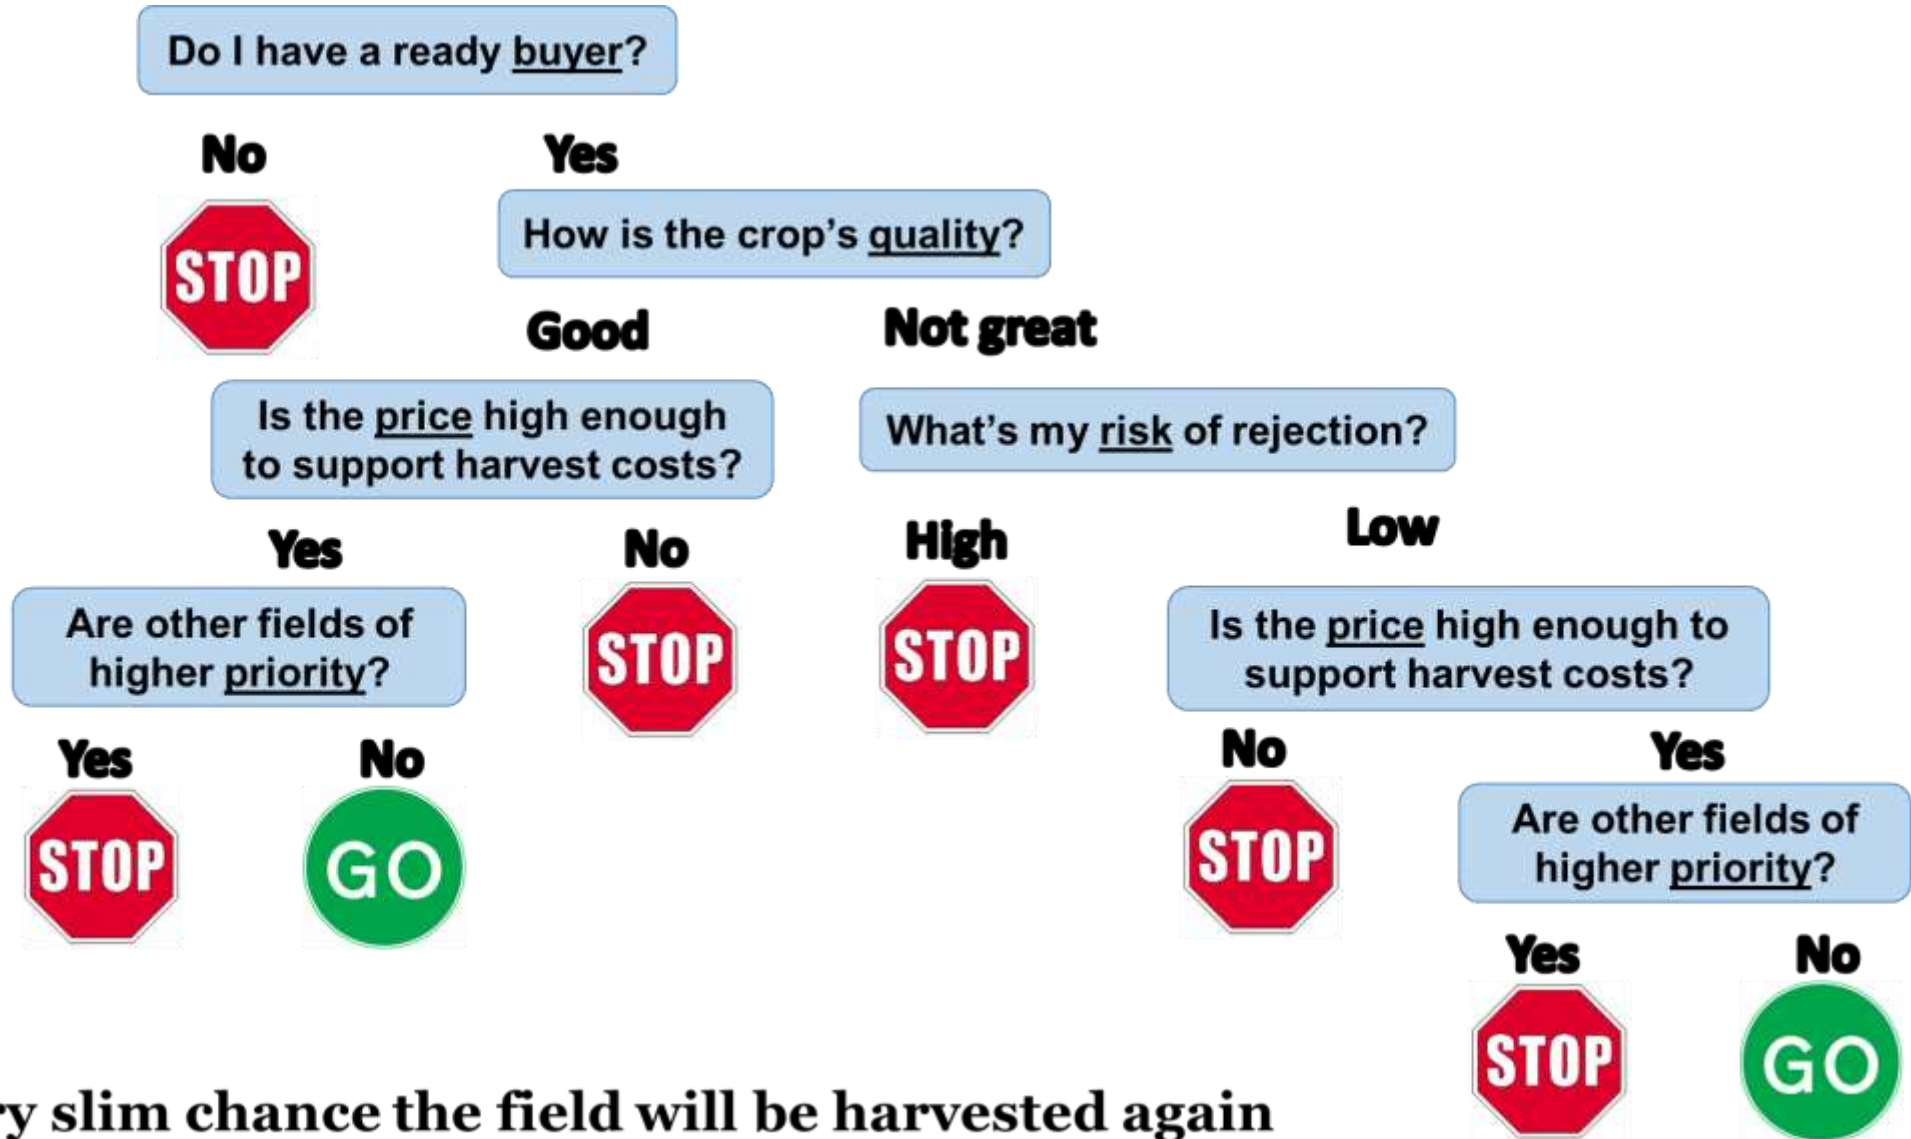 Do I have a ready buyer?
No
Yes
STOP
How is the crop's quality?
Good
Not great
Is the price high enough
to support harvest costs?
What's my risk of rejection?
Yes
No
High
Low
Are other fields of
higher priority?
STOP
STOP
Is the price high enough to
support harvest costs?
Yes
No
STOP
GO
No
Yes
STOP
Are other fields of
higher priority?
Yes
No
STOP
GO
slim chance the field will be harvested again